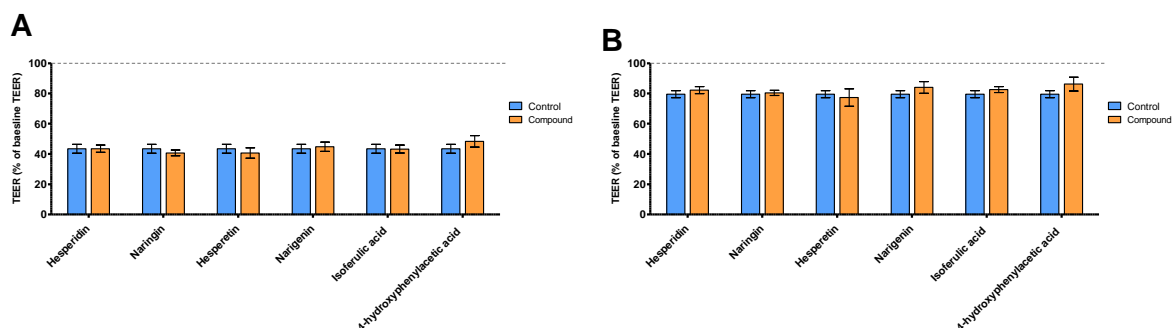 A
TEER (% of baesline TEER)
100
80
60
40
20
0
Hesperidin
Naringin
Hesperetin
Narigenin
Isoferulic acid
4-hydroxyphenylacetic acid
Control
Compound
B
TEER (% of baesline TEER)
100
80
60
40
20
0
Hesperidin
Naringin
Hesperetin
Narigenin
Isoferulic acid
4-hydroxyphenylacetic acid
Control
Compound